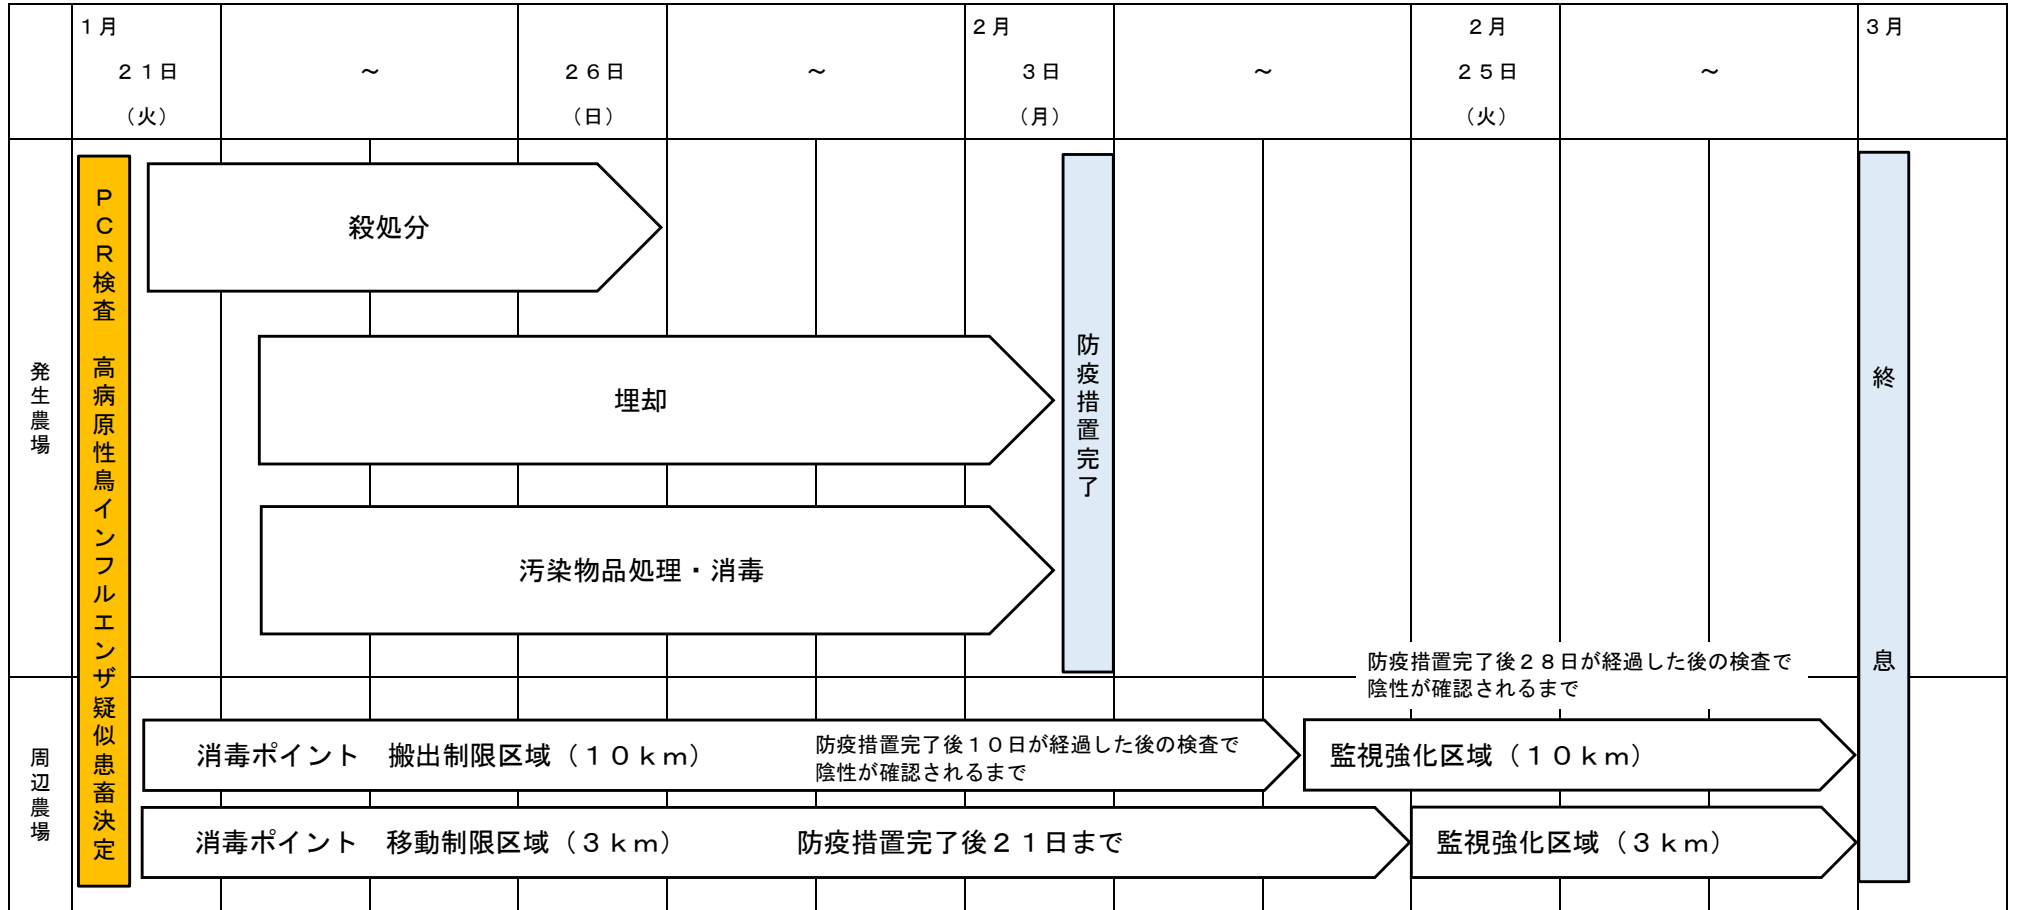 1月
21日
(火)
～
26日
(日)
～
2月
3日
(月)
～
2月
25日
(火)
～
3月
発生農場
PCR検査 高病原性鳥インフルエンザ疑似患畜決定
殺処分
埋却
汚染物品処理・消毒
防疫措置完了
終息
防疫措置完了後28日が経過した後の検査で
陰性が確認されるまで
周辺農場
消毒ポイント 搬出制限区域（10km）
防疫措置完了後10日が経過した後の検査で
陰性が確認されるまで
監視強化区域（10km）
消毒ポイント 移動制限区域（3km） 防疫措置完了後21日まで
監視強化区域（3km）